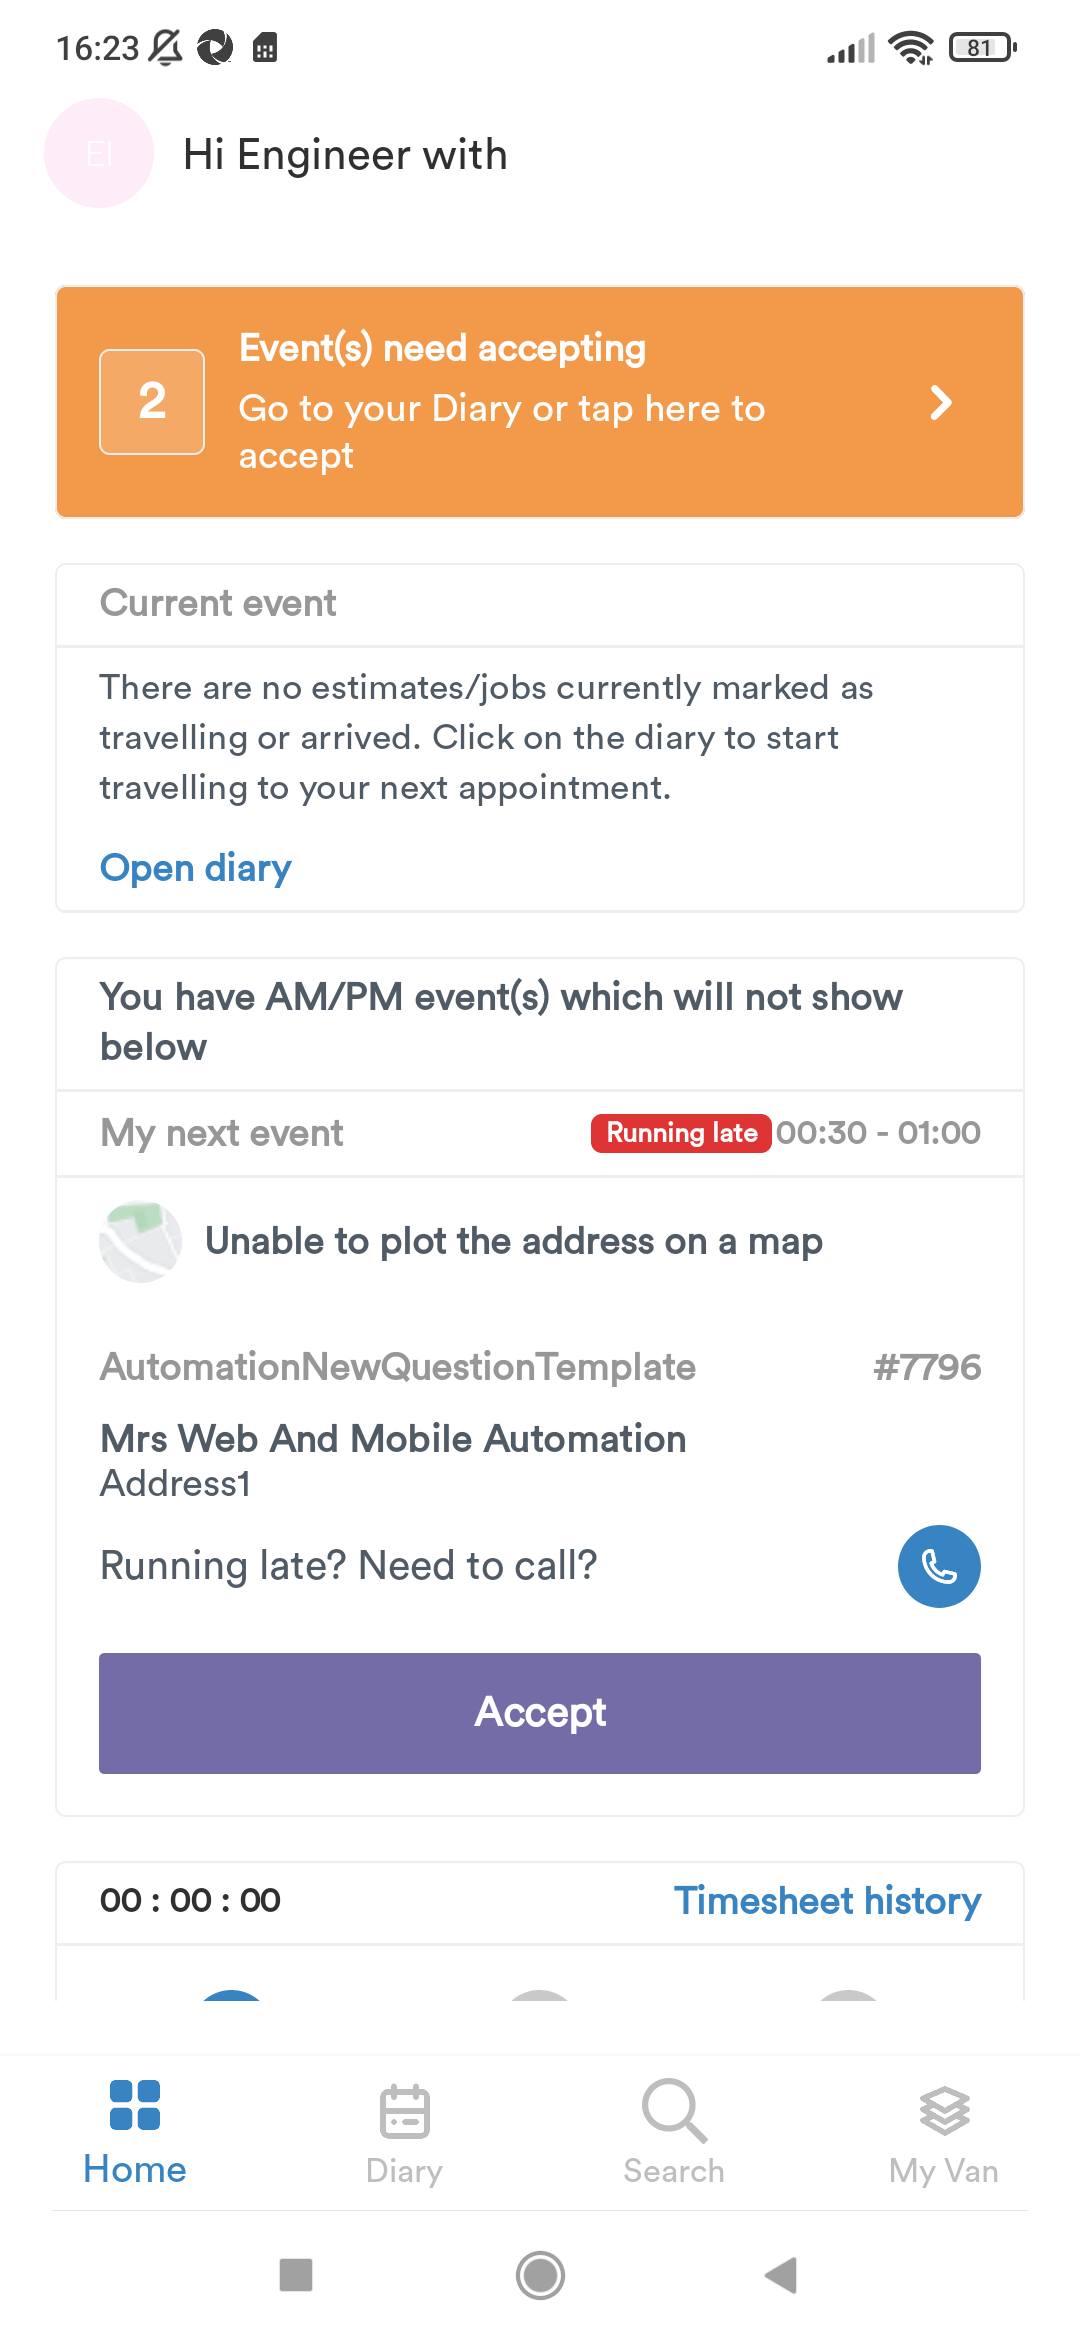 16:23
81
EI
Hi Engineer with
2
Event(s) need accepting
Go to your Diary or tap here to
accept
Current event
There are no estimates/jobs currently marked as
travelling or arrived. Click on the diary to start
travelling to your next appointment.
Open diary
You have AM/PM event(s) which will not show
below
My next event
Running late
00:30 - 01:00
Unable to plot the address on a map
AutomationNewQuestionTemplate
#7796
Mrs Web And Mobile Automation
Address1
Running late? Need to call?
Accept
00 : 00 : 00
Timesheet history
Home
Diary
Search
My Van